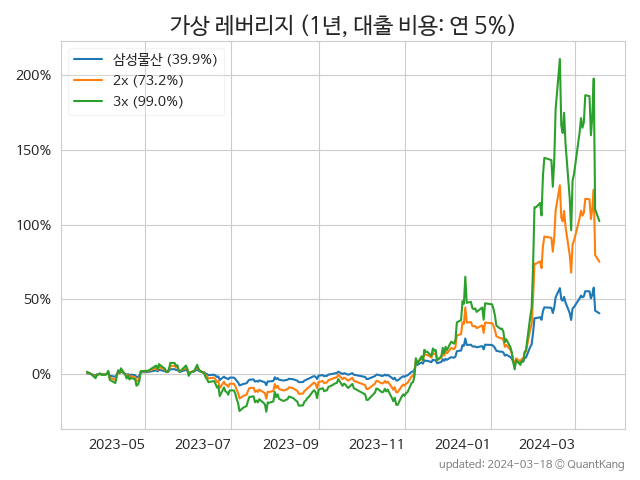 가상 레버리지 (1년, 대출 비용: 연 5%)
삼성물산 (39.9%)
2x (73.2%)
3x (99.0%)
200%
150%
100%
50%
0%
2023-05 2023-07 2023-09 2023-11 2024-01 2024-03
updated: 2024-03-18 © QuantKang